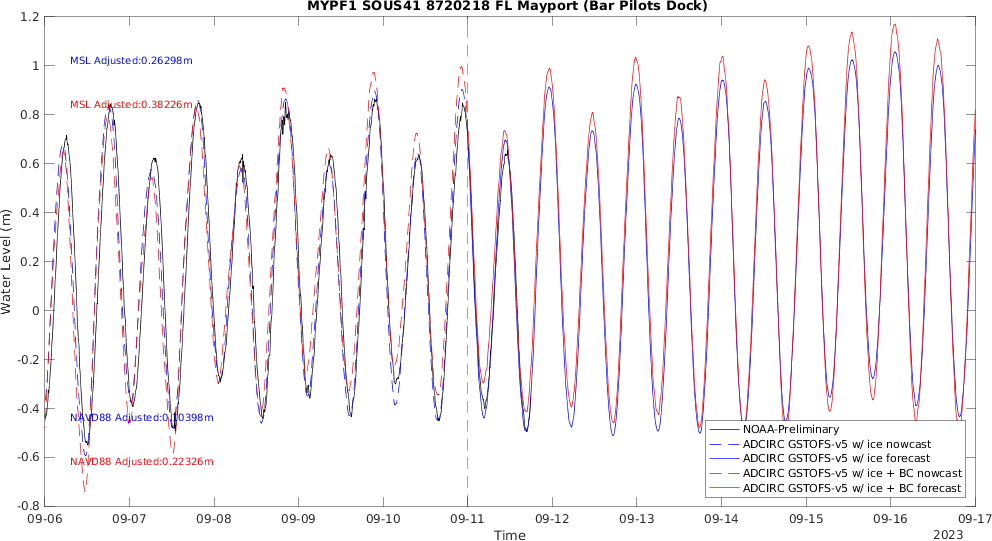 MYPF1 SOUS41 8720218 FL Mayport (Bar Pilots Dock)
1.2
1
0.8
0.6
0.4
0.2
0
-0.2
-0.4
-0.6
-0.8
Water Level (m)
MSL Adjusted:0.26298m
MSL Adjusted:0.38226m
NAVD88 Adjusted:0.10398m
NAVD88 Adjusted:0.22326m
NOAA-Preliminary
ADCIRC GSTOFS-v5 w/ ice nowcast
ADCIRC GSTOFS-v5 w/ ice forecast
ADCIRC GSTOFS-v5 w/ ice + BC nowcast
ADCIRC GSTOFS-v5 w/ ice + BC forecast
09-06 09-07 09-08 09-09 09-10 09-11 09-12 09-13 09-14 09-15 09-16 09-17
Time
2023